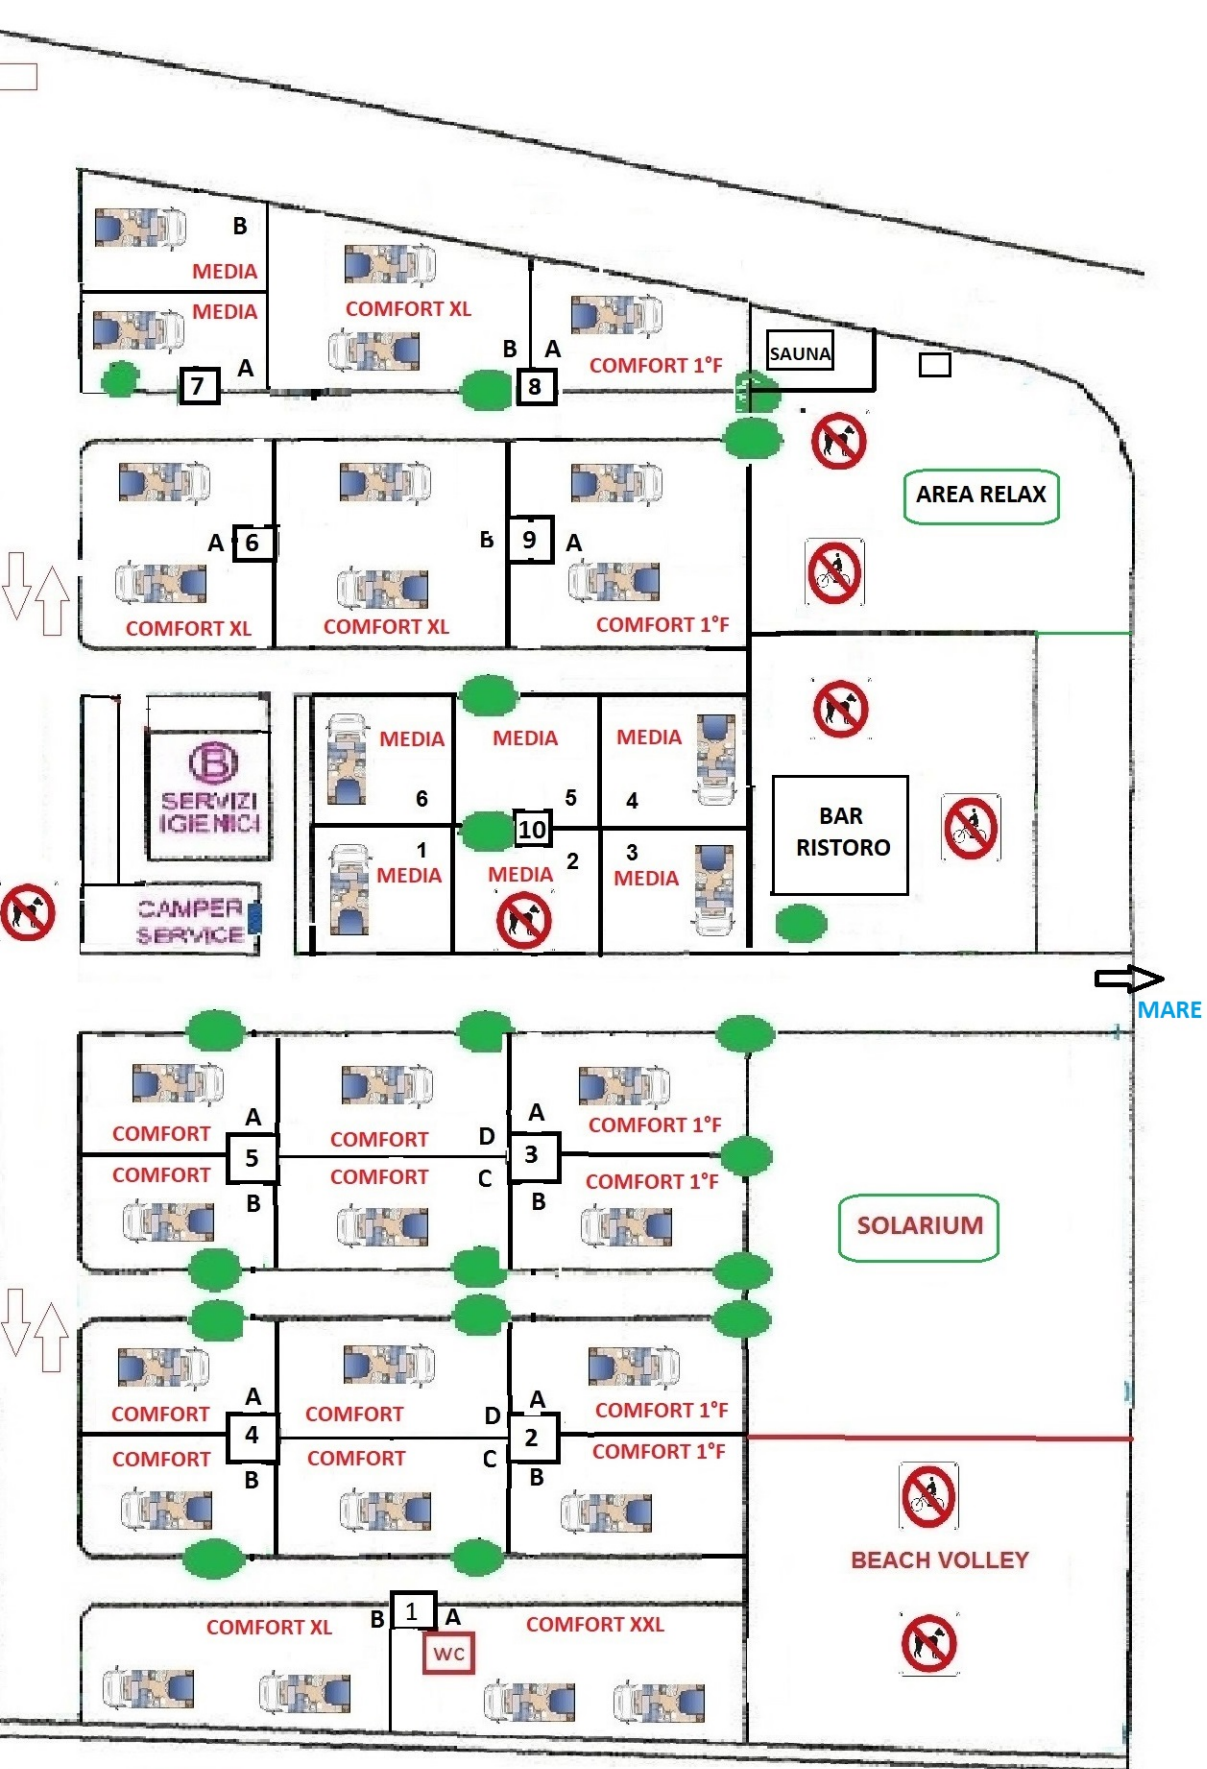 B
MEDIA
MEDIA
A
7
COMFORT XL
B
A
8
COMFORT 1°F
SAUNA
AREA RELAX
A
6
COMFORT XL
B
9
A
COMFORT XL
COMFORT 1°F
B
SERVIZI
IGIENICI
CAMPER
SERVICE
MEDIA
MEDIA
MEDIA
6
5
4
10
1
2
3
MEDIA
MEDIA
MEDIA
BAR
RISTORO
MARE
A
COMFORT
5
COMFORT
B
COMFORT
D
COMFORT
C
A
3
COMFORT 1°F
B
COMFORT 1°F
SOLARIUM
A
COMFORT
4
COMFORT
B
COMFORT
D
COMFORT
C
A
2
COMFORT 1°F
COMFORT 1°F
B
BEACH VOLLEY
COMFORT XL
B
1
A
COMFORT XXL
WC